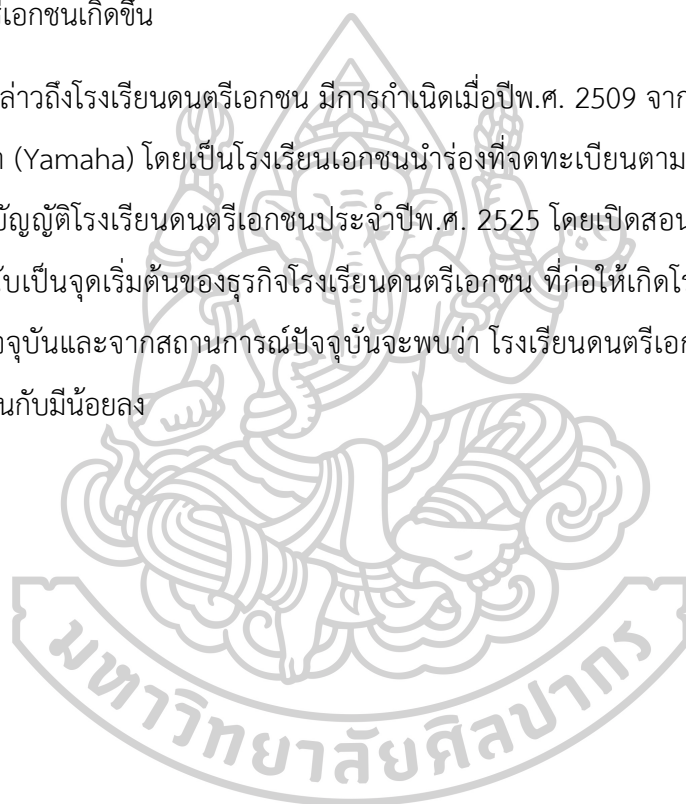 รีเอกชนเกิดขึ้น
ล่าวถึงโรงเรียนดนตรีเอกชน มีการกำเนิดเมื่อปีพ.ศ. 2509 จาก
า (Yamaha) โดยเป็นโรงเรียนเอกชนนำร่องที่จดทะเบียนตาม
บัญญัติโรงเรียนดนตรีเอกชนประจำปีพ.ศ. 2525 โดยเปิดสอน
ับเป็นจุดเริ่มต้นของธุรกิจโรงเรียนดนตรีเอกชน ที่ก่อให้เกิดโร
จุบันและจากสถานการณ์ปัจจุบันจะพบว่า โรงเรียนดนตรีเอก
นกับมีน้อยลง
มหาวิทยาลัยศิลปากร